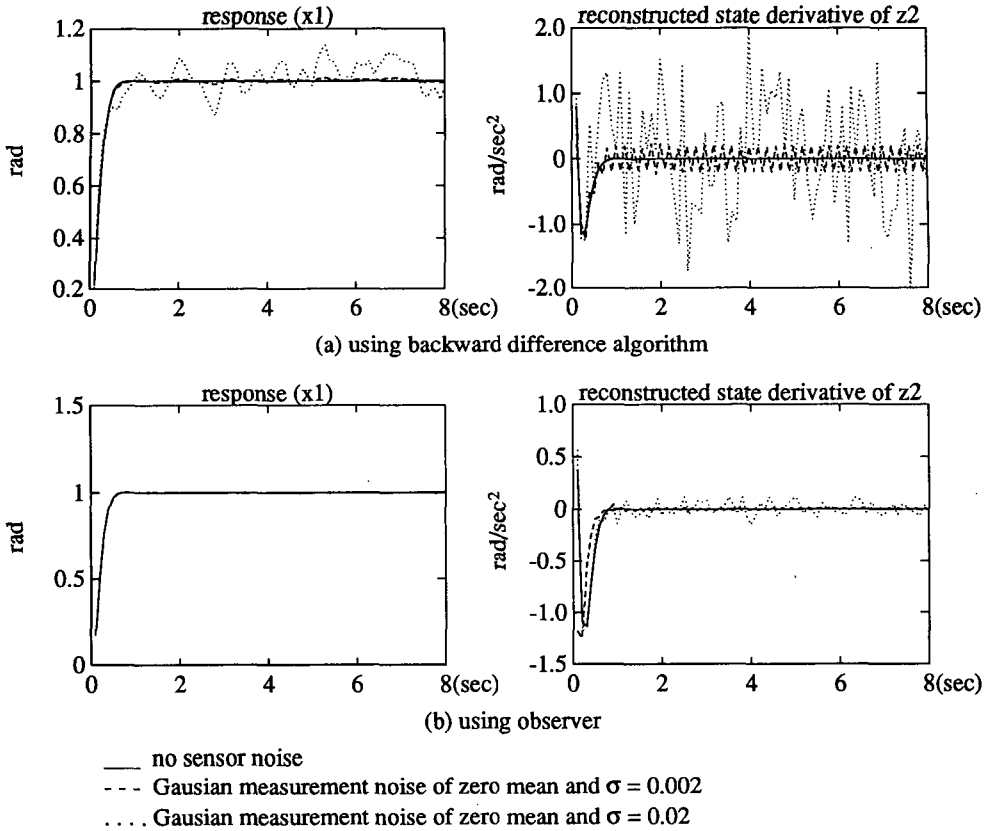 response (x1)
1.2
1
0.8
0.6
0.4
0.2
rad
0
2
4
6
8(sec)
reconstructed state derivative of z2
2.0
1.0
0
-1.0
-2.0
rad/sec²
0
2
4
6
8(sec)
(a) using backward difference algorithm
response (x1)
1.5
1
0.5
0
rad
0
2
4
6
8(sec)
reconstructed state derivative of z2
1.0
0.5
0
-0.5
-1.0
-1.5
rad/sec²
0
2
4
6
8(sec)
(b) using observer
no sensor noise
Gausian measurement noise of zero mean and σ = 0.002
Gausian measurement noise of zero mean and σ = 0.02